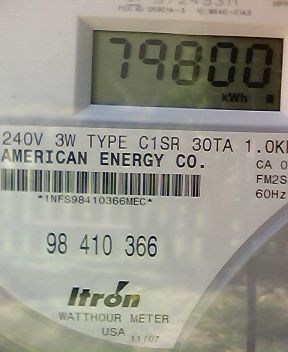 79800
kWh
240V 3W TYPE C1SR 30TA 1.0
AMERICAN ENERGY CO.
CA 0
FM2S
60Hz
*1NFS98410366MEC*
98 410 366
Itron
WATTHOUR METER
USA 11/07